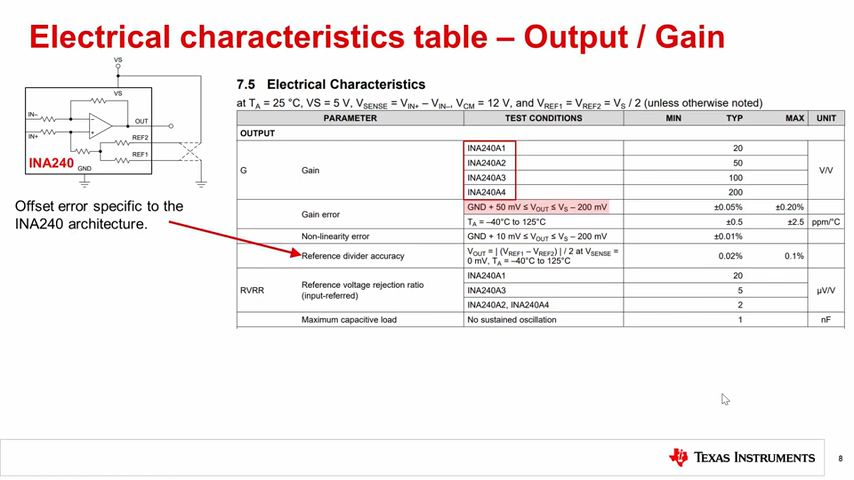 Electrical characteristics table – Output / Gain
VS
VS
IN–
OUT
REF2
IN+
REF1
INA240
GND
Offset error specific to the
INA240 architecture.
7.5 Electrical Characteristics
at TA = 25 °C, VS = 5 V, VSENSE = VIN+ – VIN–, VCM = 12 V, and VREF1 = VREF2 = VS / 2 (unless otherwise noted)
PARAMETER TEST CONDITIONS MIN TYP MAX UNIT
OUTPUT
G Gain INA240A1 20 V/V
INA240A2 50
INA240A3 100
INA240A4 200
Gain error GND + 50 mV ≤ VOUT ≤ VS – 200 mV ±0.05% ±0.20%
TA = –40°C to 125°C ±0.5 ±2.5 ppm/°C
Non-linearity error GND + 10 mV ≤ VOUT ≤ VS – 200 mV ±0.01%
Reference divider accuracy VOUT = | (VREF1 – VREF2) | / 2 at VSENSE =
0 mV, TA = –40°C to 125°C 0.02% 0.1%
RVRR Reference voltage rejection ratio
(input-referred) INA240A1 20 µV/V
INA240A3 5
INA240A2, INA240A4 2
Maximum capacitive load No sustained oscillation 1 nF
TEXAS INSTRUMENTS
8